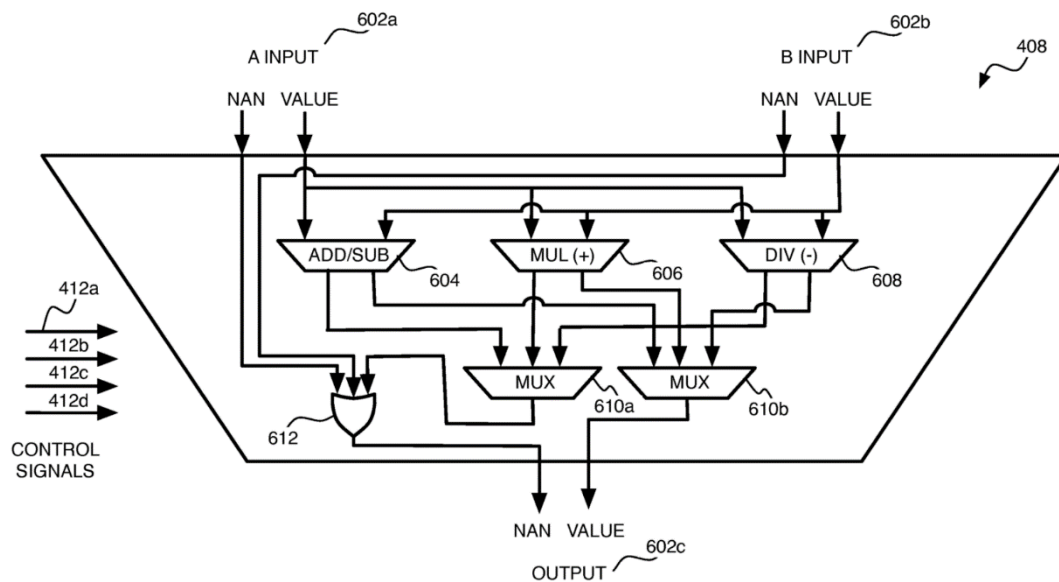 602a
A INPUT
602b
B INPUT
408
NAN VALUE
NAN VALUE
ADD/SUB
MUL (+)
DIV (-)
604
606
608
412a
412b
412c
412d
MUX
MUX
610a
610b
612
CONTROL
SIGNALS
NAN VALUE
602c
OUTPUT